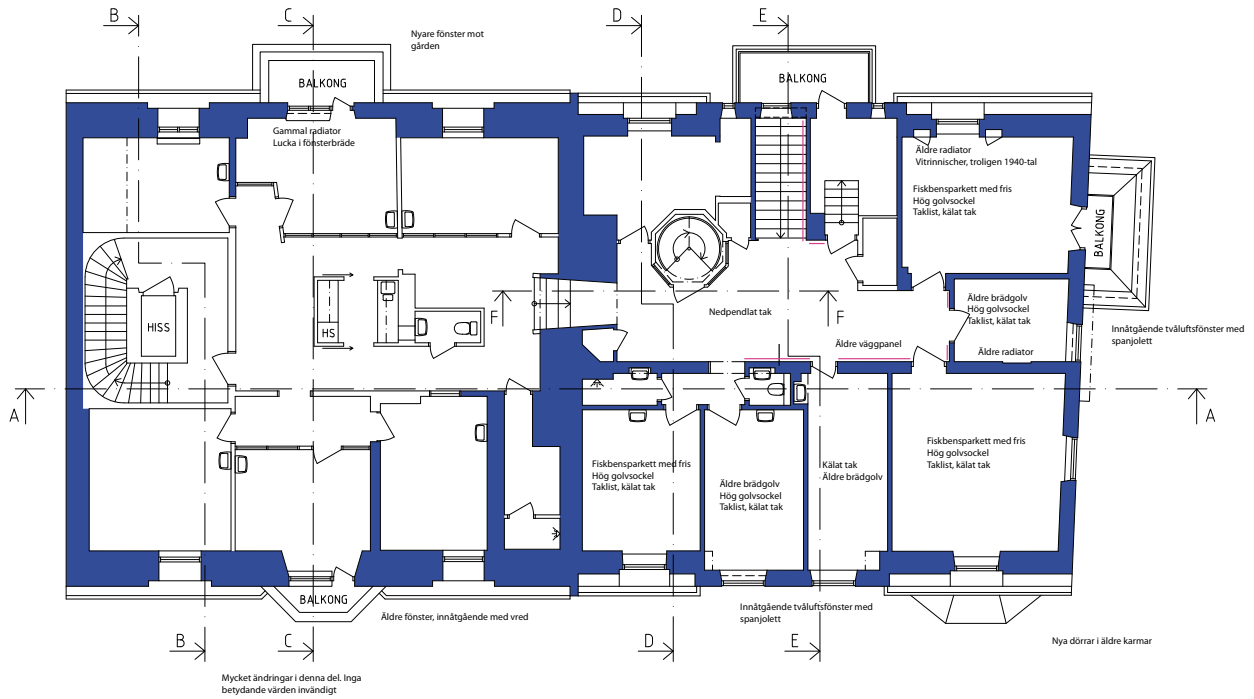 B
C
D
E
Nyare fönster mot
gården
BALKONG
BALKONG
Gammal radiator
Lucka i fönsterbräde
Äldre radiator
Vitrinnischer, troligen 1940-tal
Fiskbensparkett med fris
Hög golvsockel
Taklist, kälat tak
BALKONG
HISS
HS
F
Nedpendlat tak
F
Äldre väggpanel
Äldre brädgolv
Hög golvsockel
Taklist, kälat tak
Äldre radiator
Innåtgående tvåluftsfönster med
spanjolett
A
A
Fiskbensparkett med fris
Hög golvsockel
Taklist, kälat tak
Äldre brädgolv
Hög golvsockel
Taklist, kälat tak
Kälat tak
Äldre brädgolv
Fiskbensparkett med fris
Hög golvsockel
Taklist, kälat tak
BALKONG
Äldre fönster, innåtgående med vred
Innåtgående tvåluftsfönster med
spanjolett
Nya dörrar i äldre karmar
B
C
D
E
Mycket ändringar i denna del. Inga
betydande värden invändigt